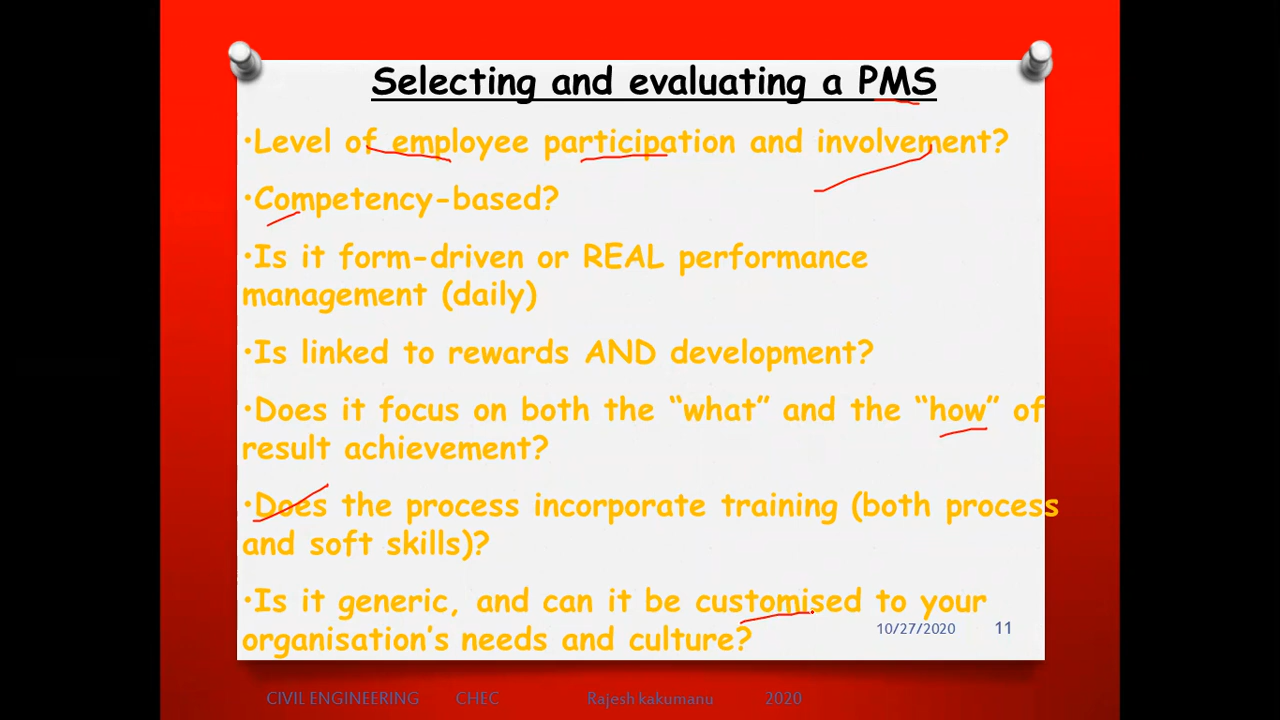 Selecting and evaluating a PMS
•Level of employee participation and involvement?
•Competency-based?
•Is it form-driven or REAL performance
management (daily)
•Is linked to rewards AND development?
•Does it focus on both the “what” and the “how” of
result achievement?
•Does the process incorporate training (both process
and soft skills)?
•Is it generic, and can it be customised to your
organisation’s needs and culture?
10/27/2020 11
CIVIL ENGINEERING CHEC Rajesh kakumanu 2020